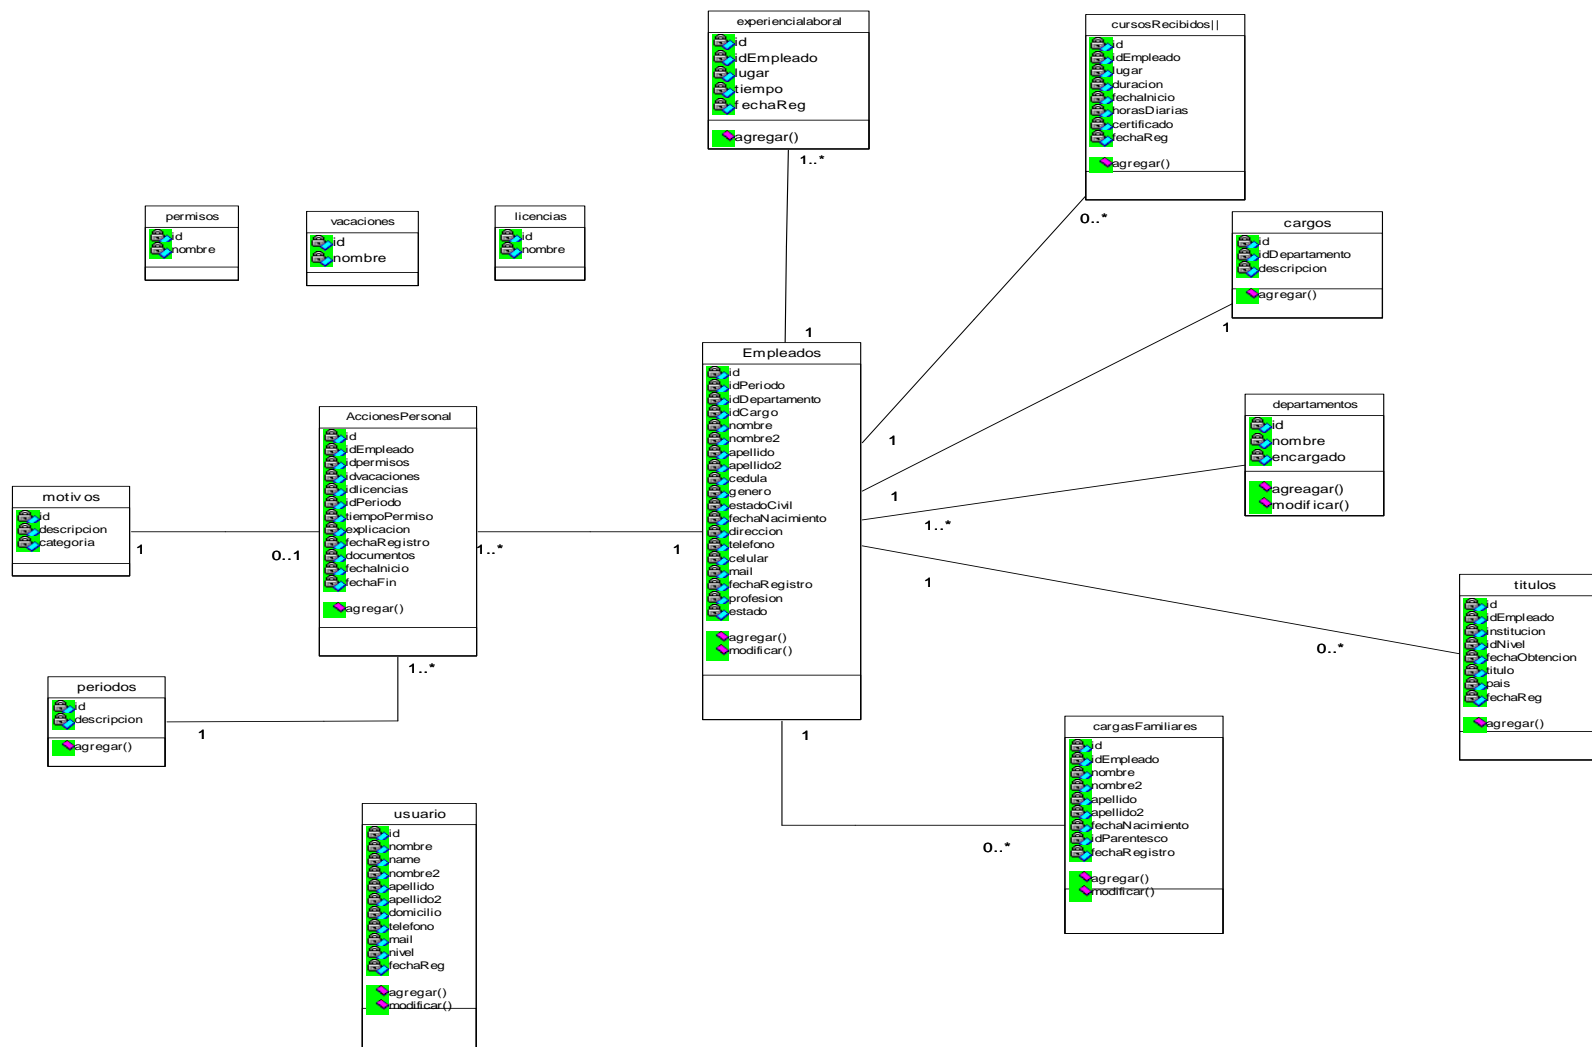 experiencialaboral
id
idEmpleado
lugar
tiempo
fechaReg
agregar()
1..*
cursosRecibidos||
id
idEmpleado
lugar
duracion
fechaInicio
horasDiarias
certificado
fechaReg
agregar()
0..*
permisos
id
nombre
vacaciones
id
nombre
licencias
id
nombre
cargos
id
idDepartamento
descripcion
agregar()
1
1
Empleados
id
idPeriodo
idDepartamento
idCargo
nombre
nombre2
apellido
apellido2
cedula
genero
estadoCivil
fechaNacimiento
direccion
telefono
celular
mail
fechaRegistro
profesion
estado
agregar()
modificar()
1
1
1..*
1
1
1
departamentos
id
nombre
encargado
agreagar()
modificar()
AccionesPersonal
id
idEmpleado
idpermisos
idvacaciones
idlicencias
idPeriodo
tiempoPermiso
explicacion
fechaRegistro
documentos
fechaInicio
fechaFin
agregar()
1..*
0..1
1..*
motivos
id
descripcion
categoria
1
titulos
id
idEmpleado
institucion
idNivel
fechaObtencion
titulo
pais
fechaReg
agregar()
0..*
periodos
id
descripcion
agregar()
1
cargasFamiliares
id
idEmpleado
nombre
nombre2
apellido
apellido2
fechaNacimiento
idParentesco
fechaRegistro
agregar()
modificar()
0..*
usuario
id
nombre
name
nombre2
apellido
apellido2
domicilio
telefono
mail
nivel
fechaReg
agregar()
modificar()